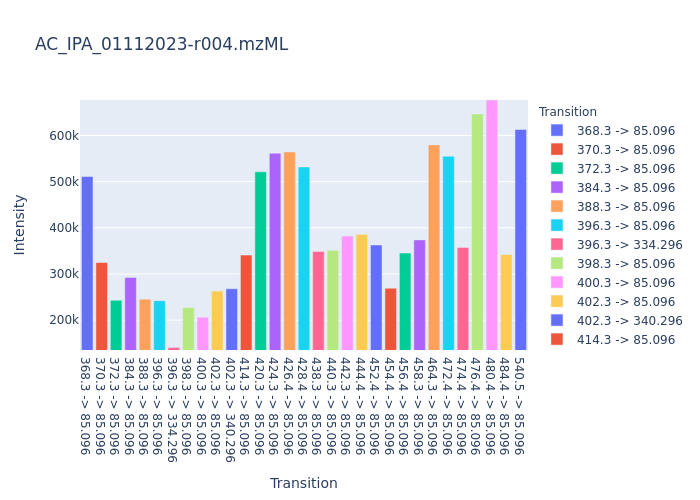 AC_IPA_01112023-r004.mzML
Intensity
600k
500k
400k
300k
200k
368.3 -> 85.096
370.3 -> 85.096
372.3 -> 85.096
384.3 -> 85.096
388.3 -> 85.096
396.3 -> 85.096
396.3 -> 334.296
398.3 -> 85.096
400.3 -> 85.096
402.3 -> 85.096
402.3 -> 340.296
414.3 -> 85.096
420.3 -> 85.096
424.3 -> 85.096
426.4 -> 85.096
428.4 -> 85.096
438.3 -> 85.096
440.3 -> 85.096
442.3 -> 85.096
444.4 -> 85.096
452.4 -> 85.096
454.4 -> 85.096
456.4 -> 85.096
458.3 -> 85.096
464.3 -> 85.096
472.4 -> 85.096
474.4 -> 85.096
476.4 -> 85.096
480.4 -> 85.096
484.4 -> 85.096
540.5 -> 85.096
Transition
Transition
368.3 -> 85.096
370.3 -> 85.096
372.3 -> 85.096
384.3 -> 85.096
388.3 -> 85.096
396.3 -> 85.096
396.3 -> 334.296
398.3 -> 85.096
400.3 -> 85.096
402.3 -> 85.096
402.3 -> 340.296
414.3 -> 85.096